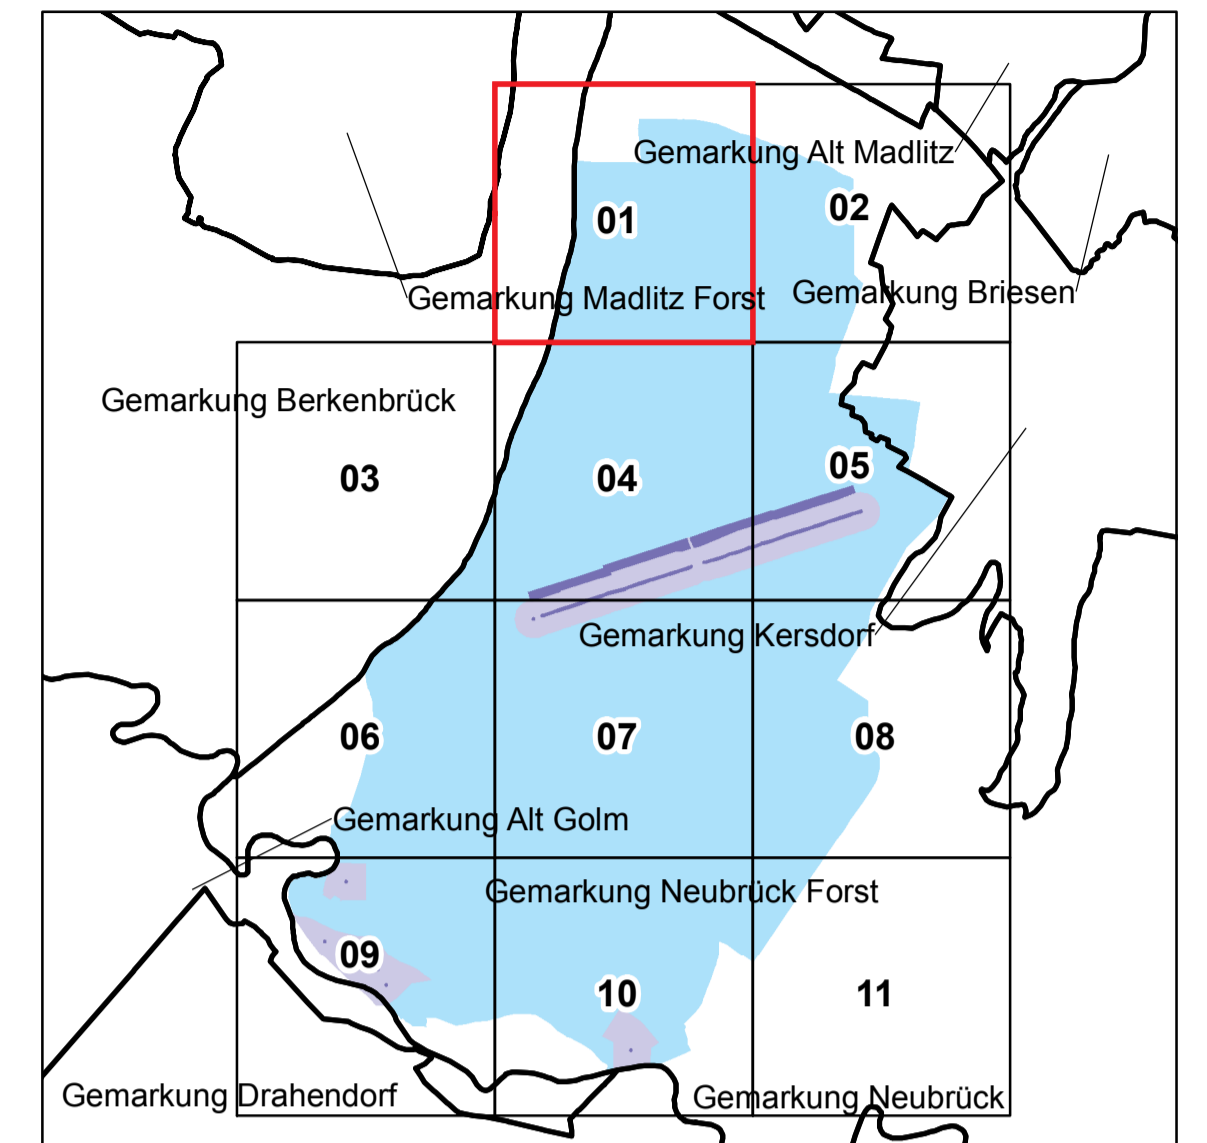 Gemarkung Alt Madlitz
01
02
Gemarkung Madlitz Forst
Gemarkung Briesen
Gemarkung Berkenbrück
03
04
05
Gemarkung Kersdorf
06
07
08
Gemarkung Alt Golm
Gemarkung Neubrück Forst
09
10
11
Gemarkung Drahendorf
Gemarkung Neubrück